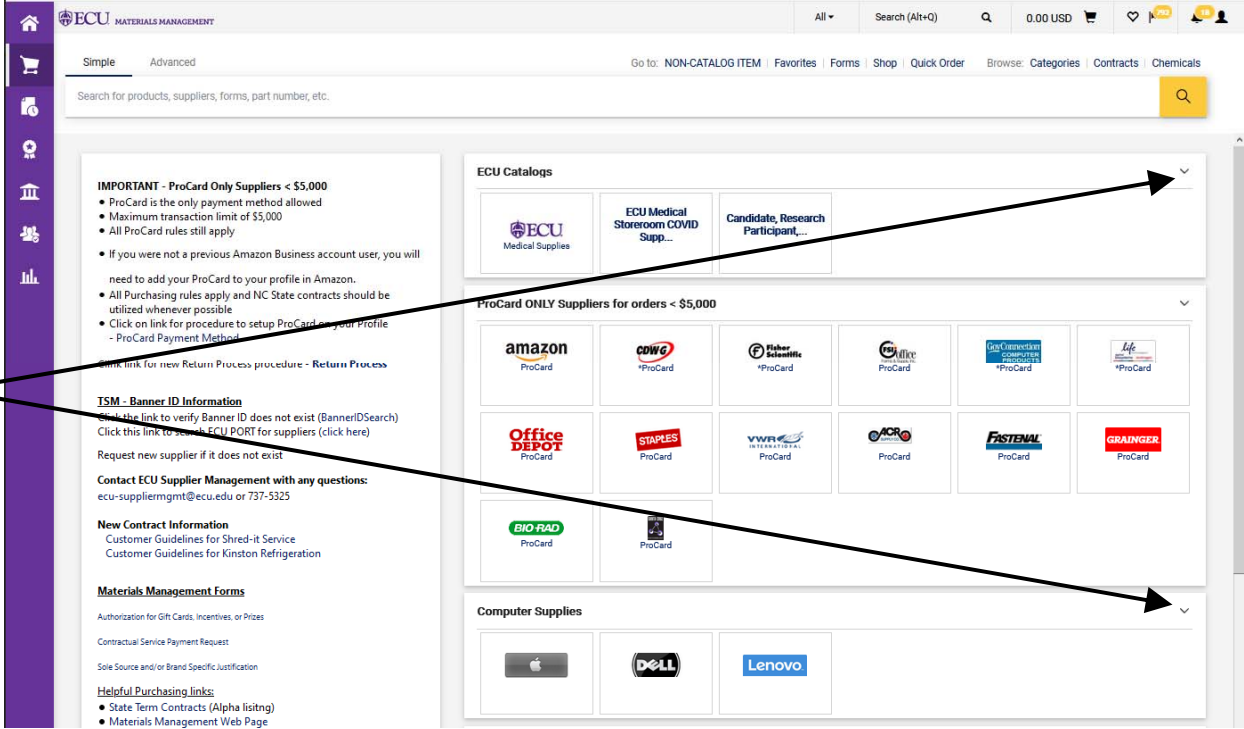 ECU MATERIALS MANAGEMENT
All
Search (Alt+Q)
0.00 USD
Simple
Advanced
Go to: NON-CATALOG ITEM | Favorites | Forms | Shop | Quick Order
Browse: Categories | Contracts | Chemicals
Search for products, suppliers, forms, part number, etc.
IMPORTANT - ProCard Only Suppliers < $5,000
• ProCard is the only payment method allowed
• Maximum transaction limit of $5,000
• All ProCard rules still apply
• If you were not a previous Amazon Business account user, you will
need to add your ProCard to your profile in Amazon.
• All Purchasing rules apply and NC State contracts should be
utilized whenever possible
• Click on link for procedure to setup ProCard on your Profile
- ProCard Payment Method
link for new Return Process procedure - Return Process
TSM - Banner ID Information
Click the link to verify Banner ID does not exist (BannerIDSearch)
Click this link to search ECU PORT for suppliers (click here)
Request new supplier if it does not exist
Contact ECU Supplier Management with any questions:
ecu-suppliermgmt@ecu.edu or 737-5325
New Contract Information
Customer Guidelines for Shred-it Service
Customer Guidelines for Kinston Refrigeration
Materials Management Forms
Authorization for Gift Cards, Incentives, or Prizes
Contractual Service Payment Request
Sole Source and/or Brand Specific Justification
Helpful Purchasing links:
• State Term Contracts (Alpha lisitng)
• Materials Management Web Page
ECU Catalogs
ECU
Medical Supplies
ECU Medical
Storeroom COVID
Supp...
Candidate, Research
Participant,...
ProCard ONLY Suppliers for orders < $5,000
amazon
ProCard
CDWG
*ProCard
Fisher
Scientific
*ProCard
FSIoffice
ProCard
GovConnection
COMPUTER
PRODUCTS
*ProCard
life
*ProCard
Office
DEPOT
ProCard
STAPLES
ProCard
VWR
INTERNATIONAL
ProCard
ACR
ProCard
FASTENAL
ProCard
GRAINGER
ProCard
BIO-RAD
ProCard
ProCard
Computer Supplies
DELL
Lenovo